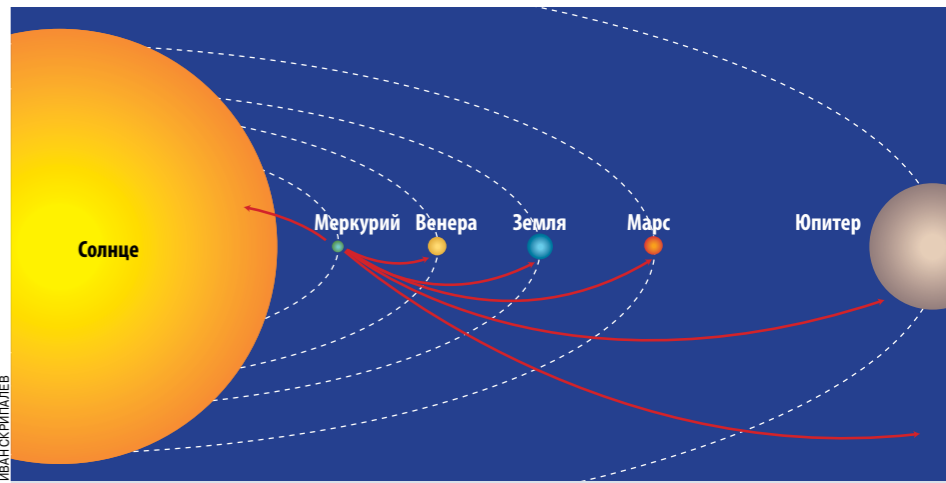 Меркурий
Венера
Земля
Марс
Юпитер
Солнце
ИВАН СКРИПАЛЕВ